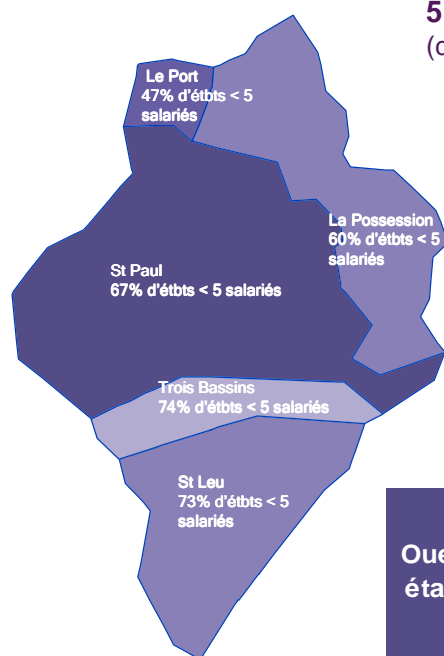 5
(
Le Port
47% d'étbts < 5
salariés
La Possession
60% d'étbts < 5
salariés
St Paul
67% d'étbts < 5 salariés
Trois Bassins
74% d'étbts < 5 salariés
St Leu
73% d'étbts < 5
salariés